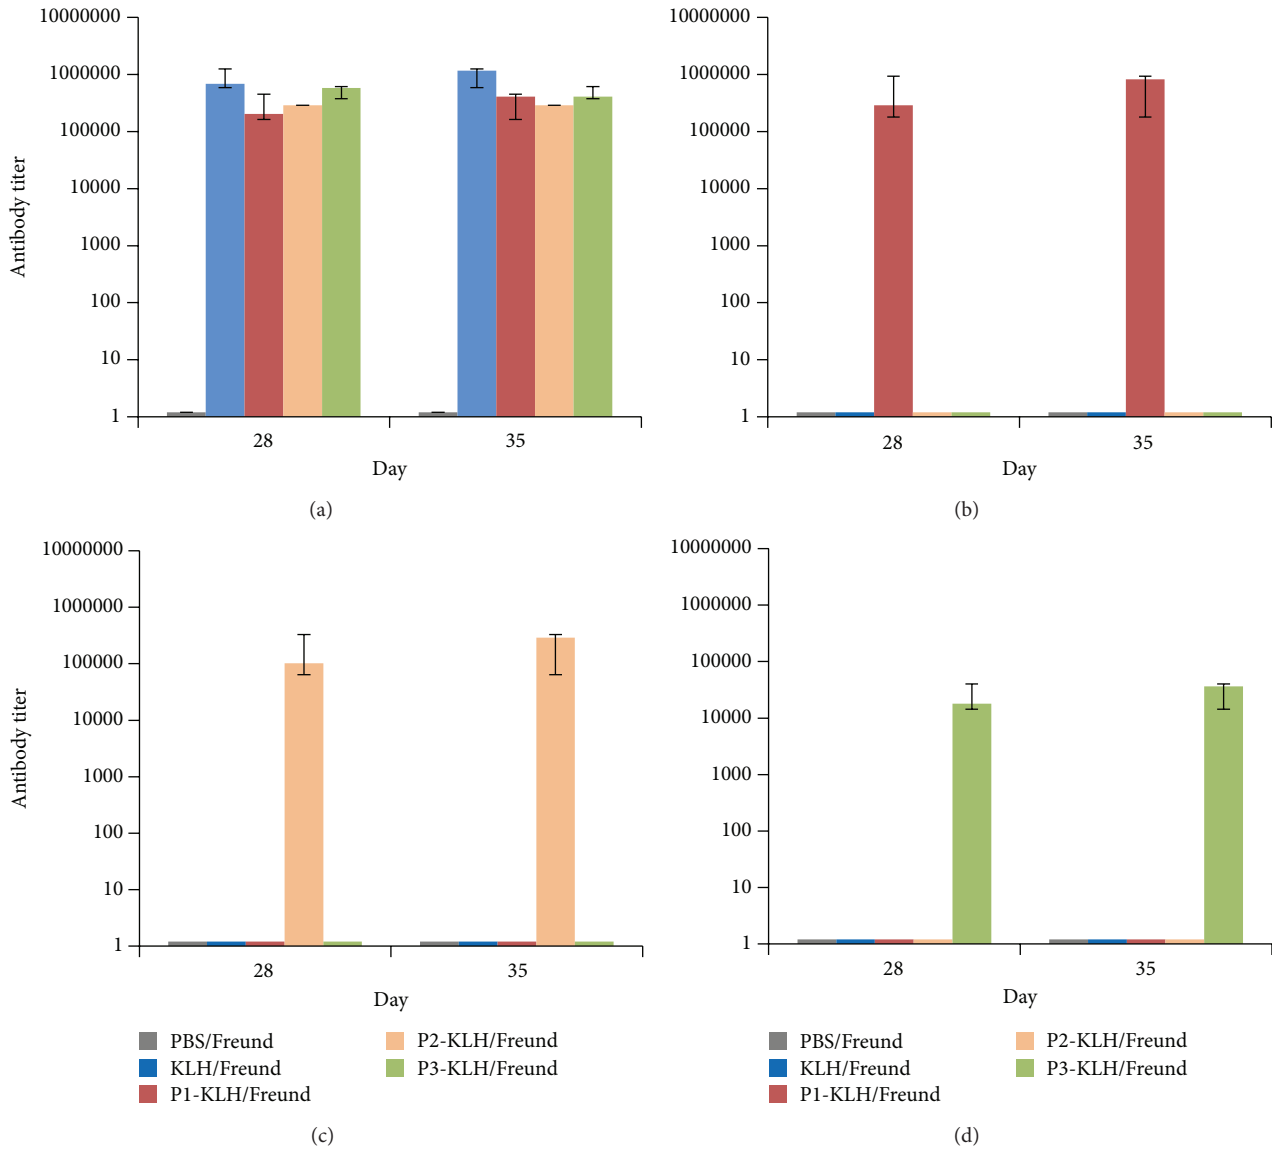 10000000
1000000
100000
10000
1000
100
10
1
Antibody titer
28
35
Day
(a)
10000000
1000000
100000
10000
1000
100
10
1
28
35
Day
(b)
10000000
1000000
100000
10000
1000
100
10
1
Antibody titer
28
35
Day
PBS/Freund
KLH/Freund
P1-KLH/Freund
P2-KLH/Freund
P3-KLH/Freund
(c)
10000000
1000000
100000
10000
1000
100
10
1
28
35
Day
PBS/Freund
KLH/Freund
P1-KLH/Freund
P2-KLH/Freund
P3-KLH/Freund
(d)